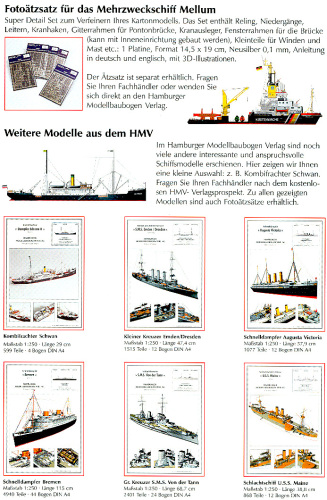 Fotoätzsatz für das Mehrzweckschiff Mellum
Super Detail Set zum Verfeinern Ihres Kartonmodells. Das Set enthält Reling, Niedergänge,
Leitern, Kranhaken, Gitterrahmen für Pontonbrücke, Kranausleger, Fensterrahmen für die Brücke
(kann mit Inneneinrichtung gebaut werden), Kleinteile für Winden und
Mast etc.: 1 Platine, Format 14,5 x 19 cm, Neusilber 0,1 mm, Anleitung
in deutsch und englisch, mit 3D-Illustrationen.
Der Ätzsatz ist separat erhältlich. Fragen
Sie Ihren Fachhändler oder wenden Sie
sich direkt an den Hamburger
Modellbaubogen Verlag.
KÜSTENWACHE
Weitere Modelle aus dem HMV
Im Hamburger Modellbaubogen Verlag sind noch
viele andere interessante und anspruchsvolle
Schiffsmodelle erschienen. Hier zeigen wir Ihnen
eine kleine Auswahl: z. B. Kombifrachter Schwan.
Fragen Sie Ihren Fachhändler nach dem kostenlo-
sen HMV- Verlagsprospekt. Zu allen gezeigten
Modellen sind auch Fotoätzsätze erhältlich.
Kombifrachter Schwan
Maßstab 1:250 - Länge 29 cm
599 Teile - 4 Bogen DIN A4
Kleiner Kreuzer Emden/Dresden
Maßstab 1:250 - Länge 47,4 cm
1515 Teile - 12 Bogen DIN A4
Schnelldampfer Augusta Victoria
Maßstab 1:250 - Länge 57,9 cm
1077 Teile - 12 Bogen DIN A4
Schnelldampfer Bremen
Maßstab 1:250 - Länge 115 cm
4948 Teile - 44 Bogen DIN A4
Gr. Kreuzer S.M.S. Von der Tann
Maßstab 1:250 - Länge 68,7 cm
2401 Teile - 24 Bogen DIN A4
Schlachtschiff U.S.S. Maine
Maßstab 1:250 - Länge 38,8 cm
860 Teile - 12 Bogen DIN A4